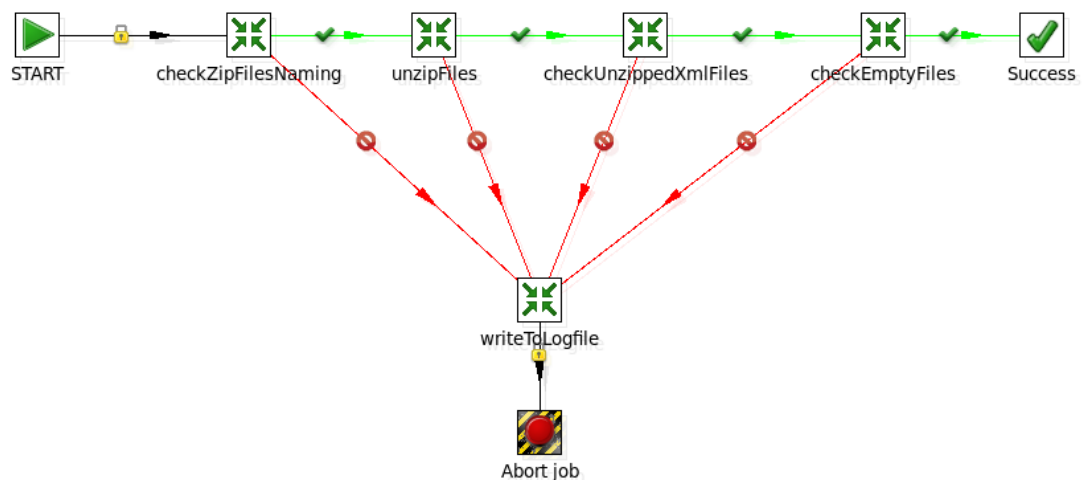 START
checkZipFilesNaming
unzipFiles
checkUnzippedXmlFiles
checkEmptyFiles
Success
writeToLogfile
Abort job